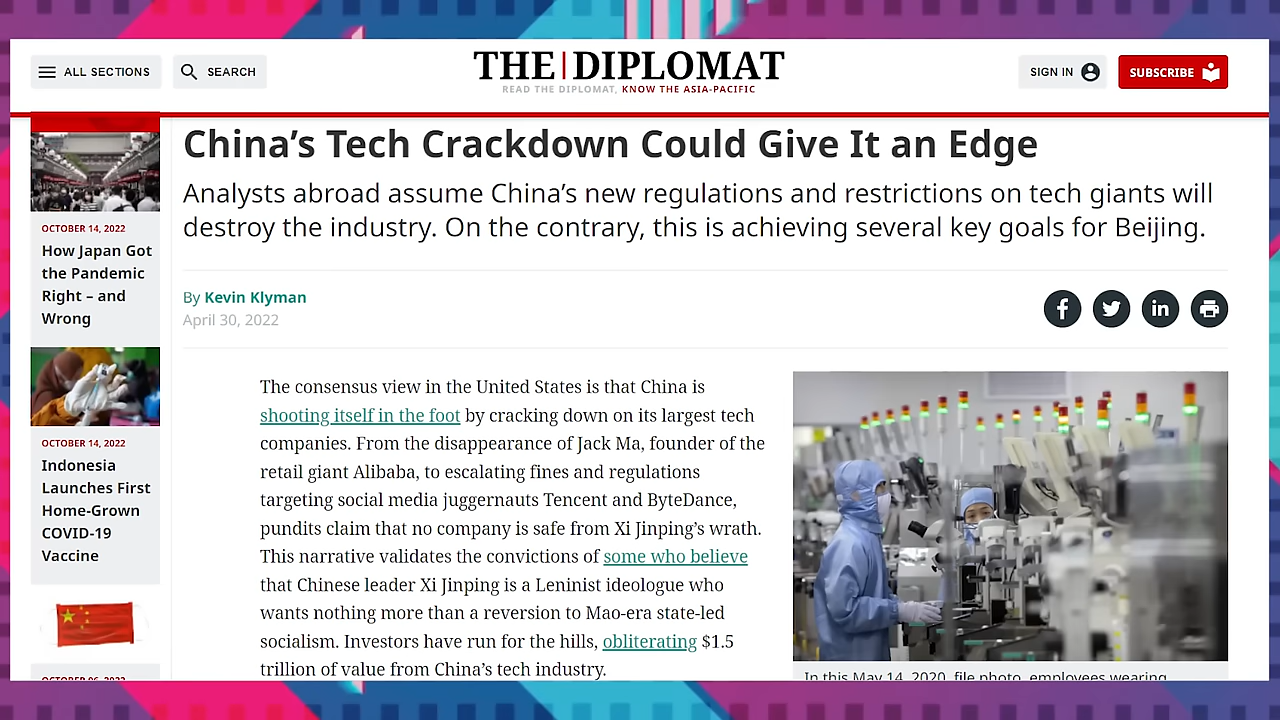 ALL SECTIONS
SEARCH
THE|DIPLOMAT
READ THE DIPLOMAT, KNOW THE ASIA-PACIFIC
SIGN IN
SUBSCRIBE
OCTOBER 14, 2022
How Japan Got
the Pandemic
Right – and
Wrong
OCTOBER 14, 2022
Indonesia
Launches First
Home-Grown
COVID-19
Vaccine
China’s Tech Crackdown Could Give It an Edge
Analysts abroad assume China’s new regulations and restrictions on tech giants will
destroy the industry. On the contrary, this is achieving several key goals for Beijing.
By Kevin Klyman
April 30, 2022
The consensus view in the United States is that China is
shooting itself in the foot by cracking down on its largest tech
companies. From the disappearance of Jack Ma, founder of the
retail giant Alibaba, to escalating fines and regulations
targeting social media juggernauts Tencent and ByteDance,
pundits claim that no company is safe from Xi Jinping’s wrath.
This narrative validates the convictions of some who believe
that Chinese leader Xi Jinping is a Leninist ideologue who
wants nothing more than a reversion to Mao-era state-led
socialism. Investors have run for the hills, obliterating $1.5
trillion of value from China’s tech industry.
In this May 14, 2020, file photo, employees wearing